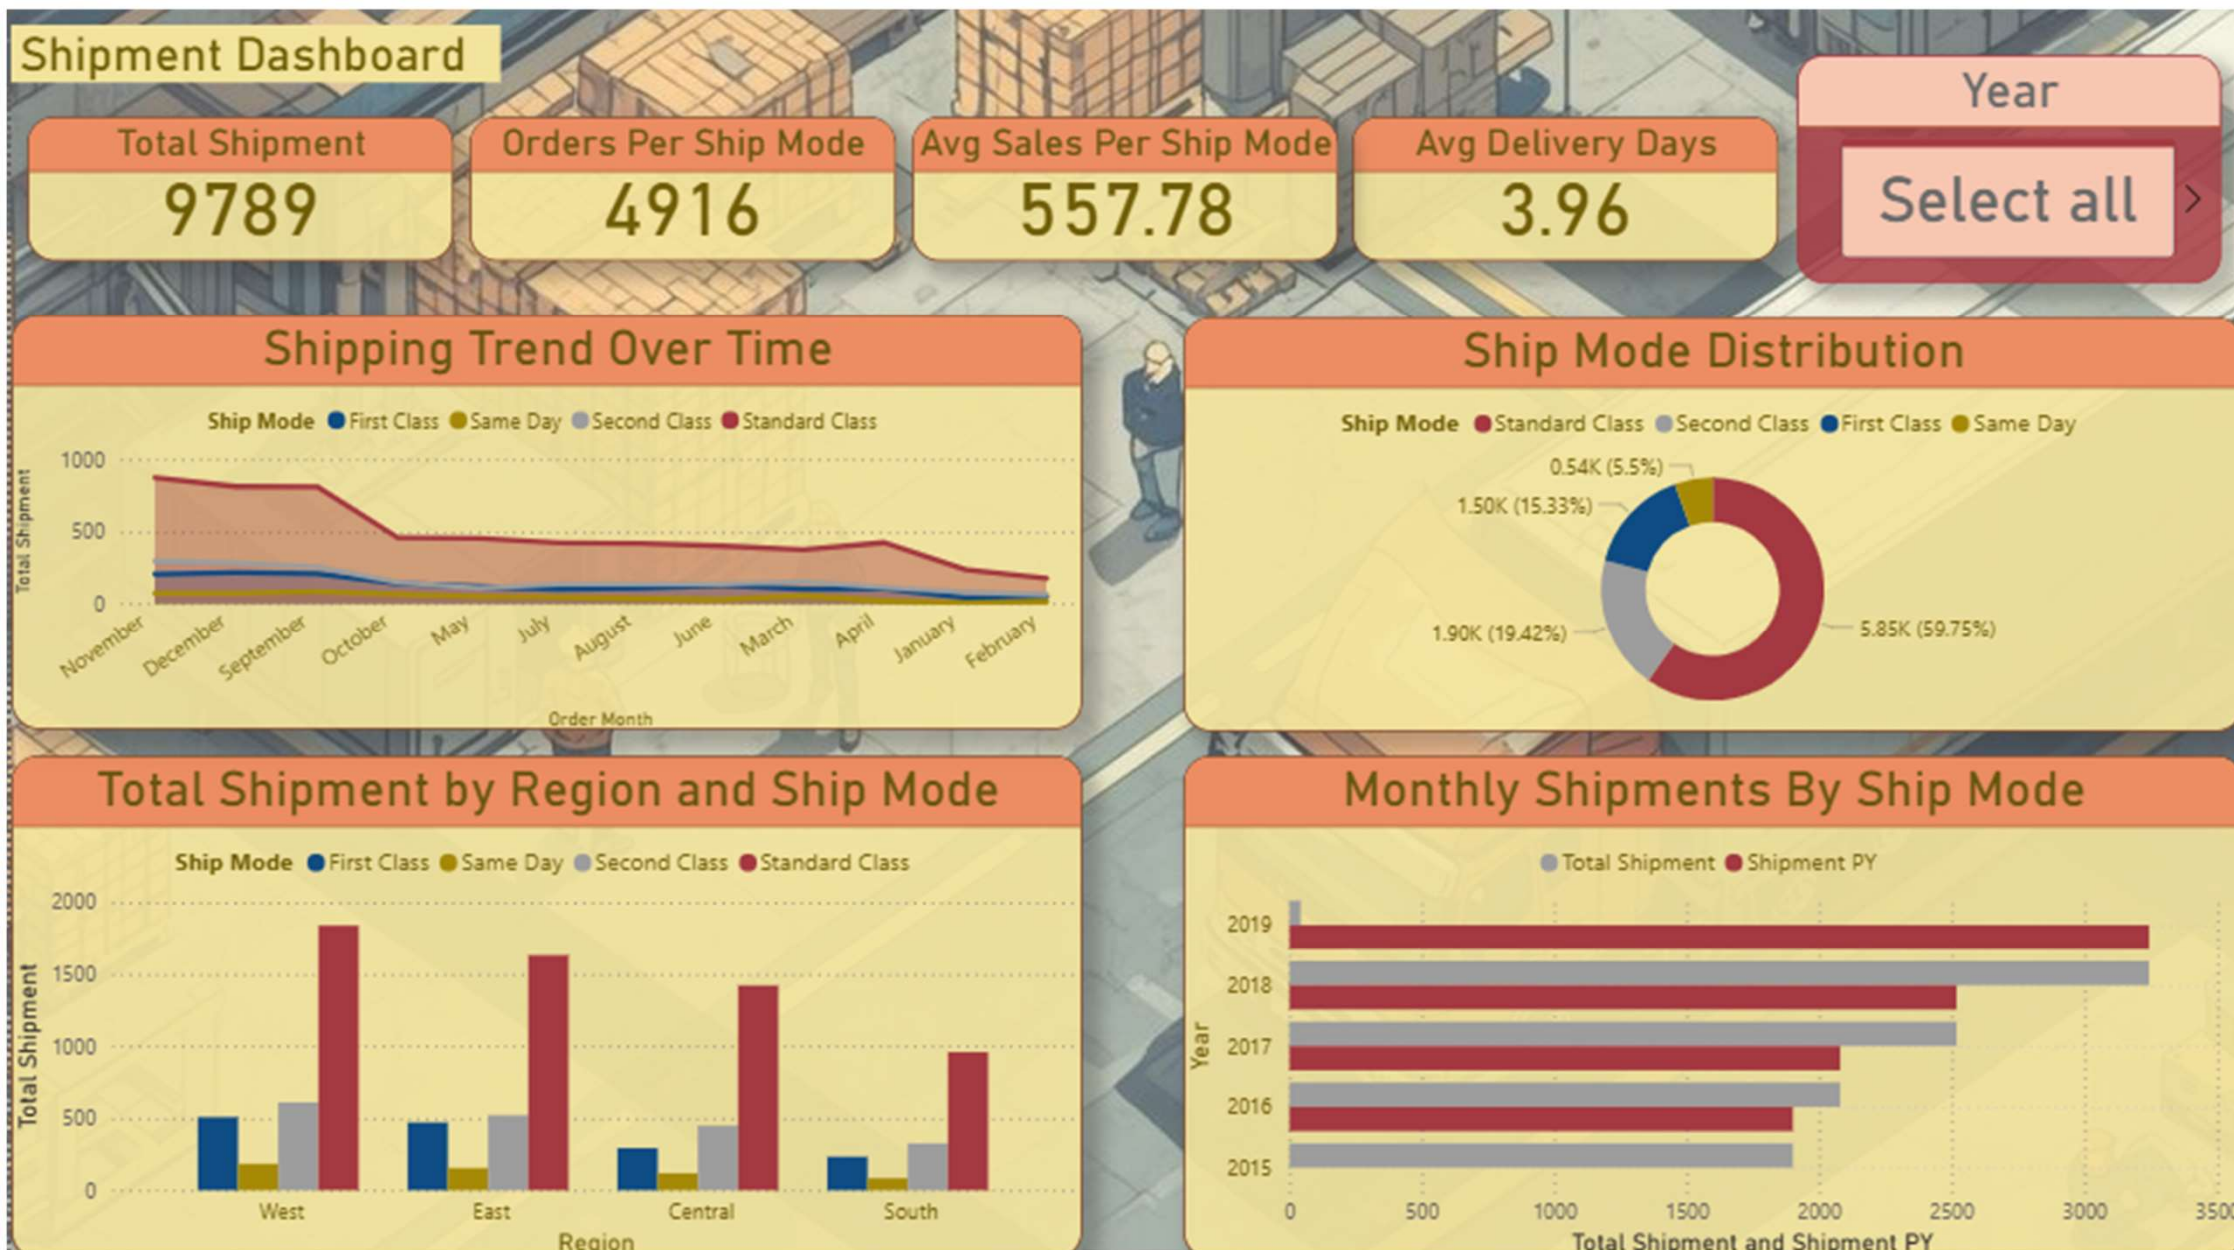 Shipment Dashboard
Year
Select all
Total Shipment
9789
Orders Per Ship Mode
4916
Avg Sales Per Ship Mode
557.78
Avg Delivery Days
3.96
Shipping Trend Over Time
Ship Mode First Class Same Day Second Class Standard Class
Total Shipment
1000
500
0
November December September October May July August June March April January February
Order Month
Ship Mode Distribution
Ship Mode Standard Class Second Class First Class Same Day
0.54K (5.5%)
1.50K (15.33%)
1.90K (19.42%)
5.85K (59.75%)
Total Shipment by Region and Ship Mode
Ship Mode First Class Same Day Second Class Standard Class
Total Shipment
2000
1500
1000
500
0
West East Central South
Region
Monthly Shipments By Ship Mode
Total Shipment Shipment PY
Year
2019
2018
2017
2016
2015
0 500 1000 1500 2000 2500 3000 3500
Total Shipment and Shipment PY